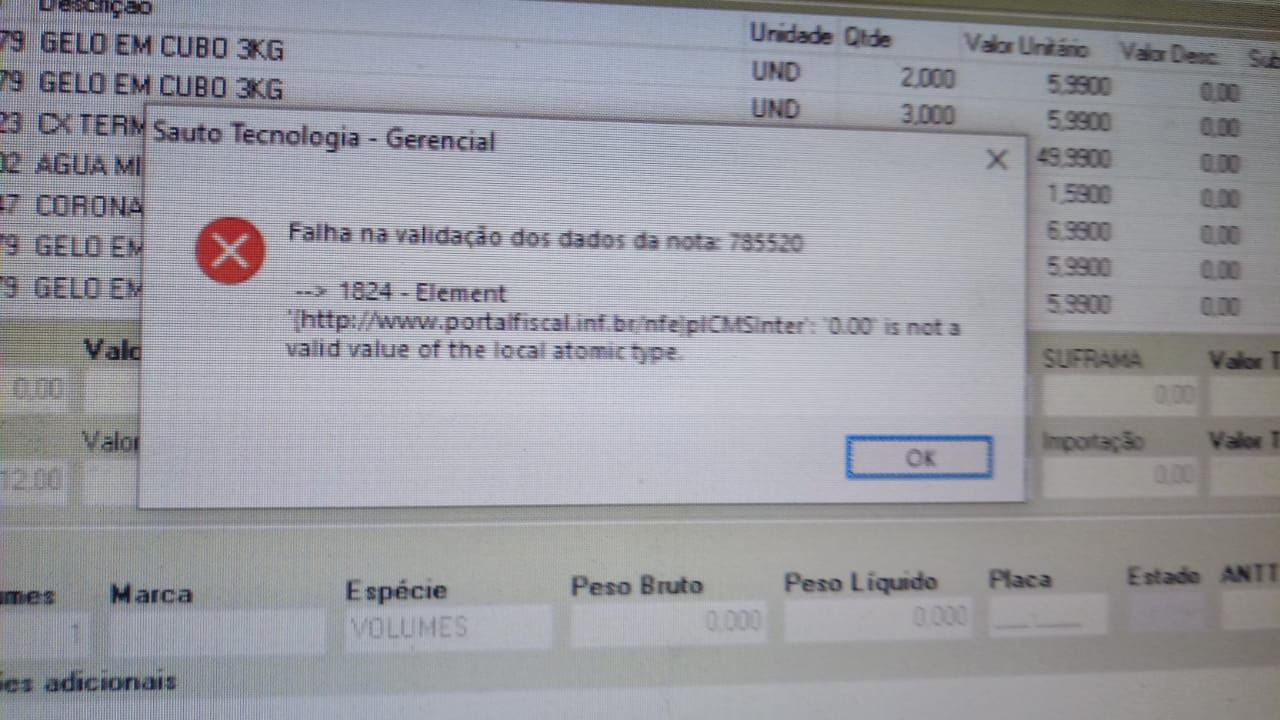 Descrição
Unidade Qtde Valor Unitário Valor Desc. Sub
79 GELO EM CUBO 3KG UND 2,000 5,9900 0,00
79 GELO EM CUBO 3KG UND 3,000 5,9900 0,00
23 CX TERM 49,9900 0,00
02 AGUA MI 1,5900 0,00
47 CORONA 6,9900 0,00
79 GELO EM 5,9900 0,00
79 GELO EM 5,9900 0,00
Sauto Tecnologia - Gerencial
Falha na validação dos dados da nota: 785520
--> 1824 - Element
'{http://www.portalfiscal.inf.br/nfe}pICMSInter': '0.00' is not a
valid value of the local atomic type.
OK
Valo SUFRAMA Valor T
0,00 0,00
Valor Importação Valor T
12,00 0,00
umes Marca Espécie Peso Bruto Peso Líquido Placa Estado ANTT
1 VOLUMES 0,000 0,000
ões adicionais